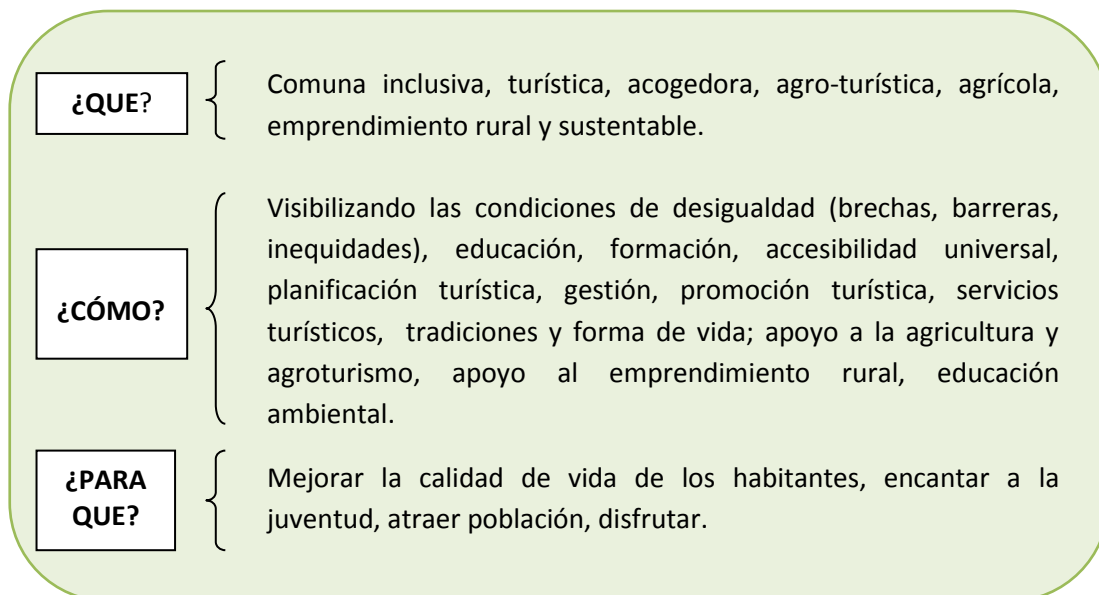 ¿QUE?
Comuna inclusiva, turística, acogedora, agro-turística, agrícola,
emprendimiento rural y sustentable.
¿CÓMO?
Visibilizando las condiciones de desigualdad (brechas, barreras,
inequidades), educación, formación, accesibilidad universal,
planificación turística, gestión, promoción turística, servicios
turísticos, tradiciones y forma de vida; apoyo a la agricultura y
agroturismo, apoyo al emprendimiento rural, educación
ambiental.
¿PARA
QUE?
Mejorar la calidad de vida de los habitantes, encantar a la
juventud, atraer población, disfrutar.